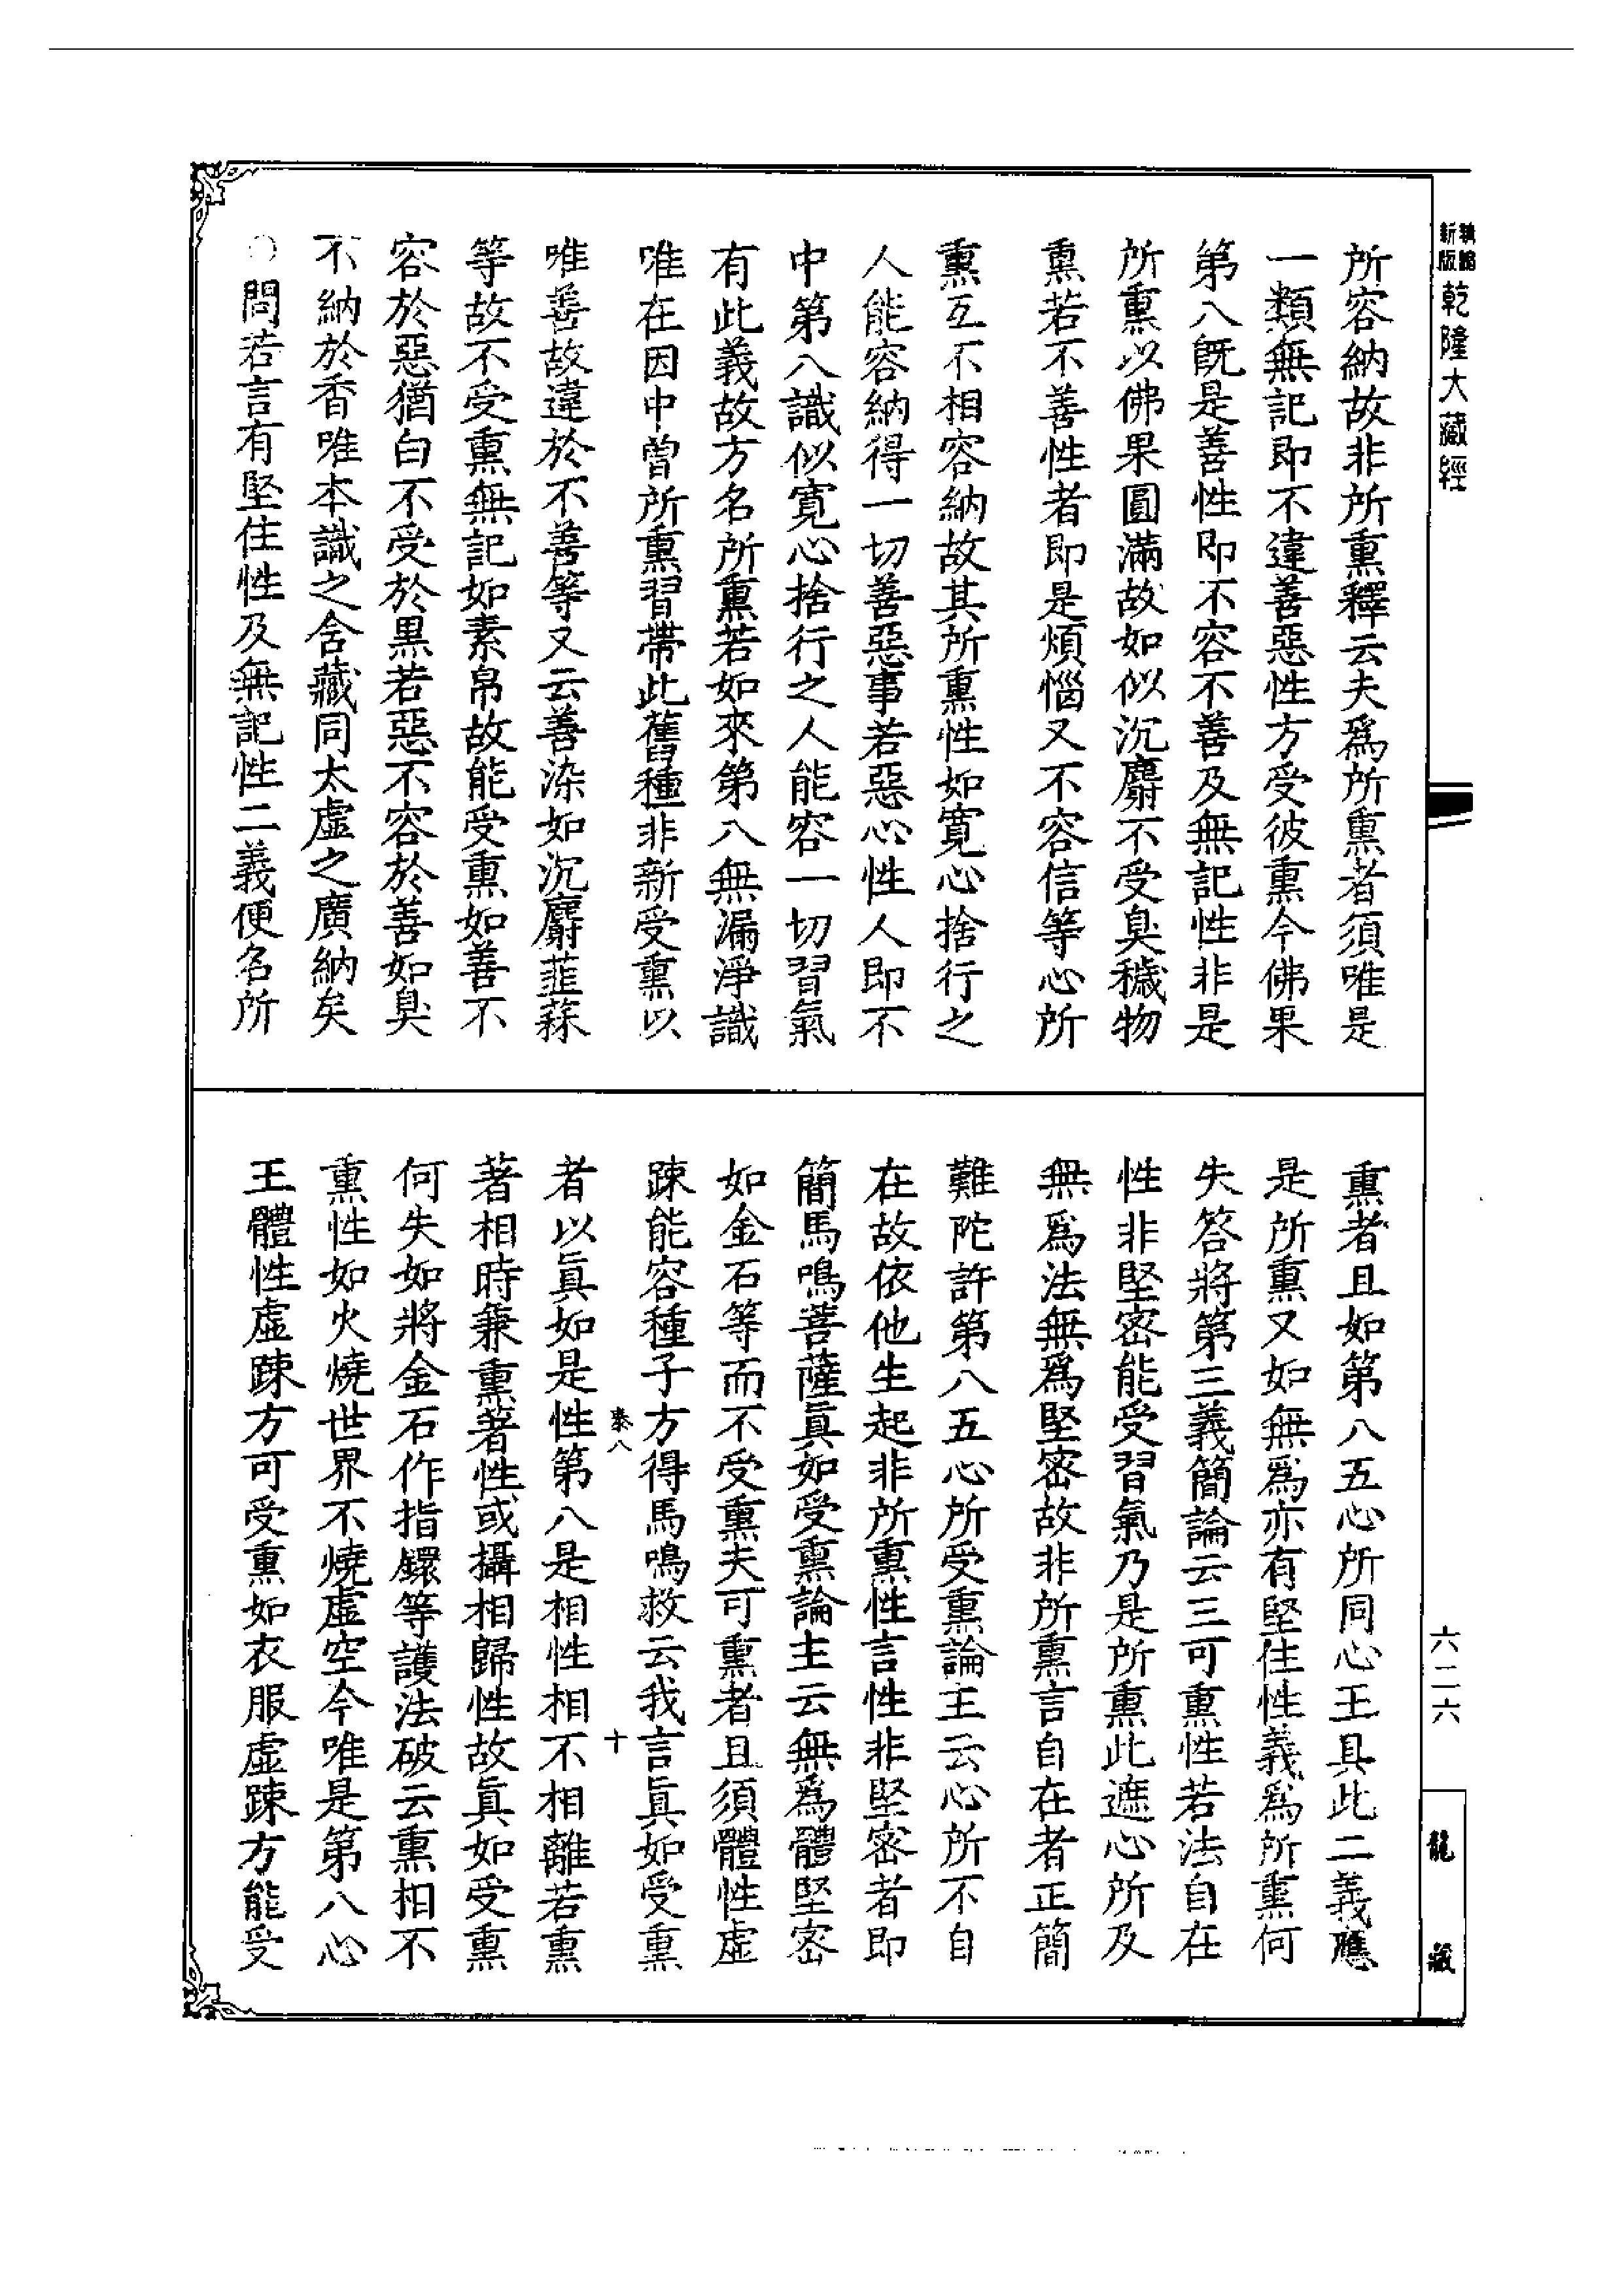 新版
乾隆大藏經
所容納故非所熏釋云夫爲所熏者須唯是
一類無記即不違善惡性方受彼熏今佛果
第八旣是善性即不容不善及無記性非是
所熏以佛果圓滿故如似沉麝不受臭穢物
熏若不善性者即是煩惱又不容信等心所
熏互不相容納故其所熏性如寬心捨行之
人能容納得一切善惡事若惡心性人即不
中第八識似寬心捨行之人能容一切習氣
有此義故方名所熏若如來第八無漏淨識
唯在因中曾所熏習帶此舊種非新受熏以
唯善故違於不善等又云善染如沉麝韮蒜
等故不受熏無記如素帛故能受熏如善不
容於惡猶白不受於黑若惡不容於善如臭
不納於香唯本識之含藏同太虛之廣納矣
○問若言有堅住性及無記性二義便名所
熏者且如第八五心所同心王具此二義應
是所熏又如無爲亦有堅住性義爲所熏何
失答將第三義簡論云三可熏性若法自在
性非堅密能受習氣乃是所熏此遮心所及
無爲法無爲堅密故非所熏言自在者正簡
難陀許第八五心所受熏論主云心所不自
在故依他生起非所熏性言性非堅密者即
簡馬鳴菩薩眞如受熏論主云無爲體堅密
如金石等而不受熏夫可熏者且須體性虛
踈能容種子方得馬鳴救云我言眞如受熏
泰八
十
者以眞如是性第八是相性相不相離若熏
著相時兼熏著性或攝相歸性故眞如受熏
何失如將金石作指鐶等護法破云熏相不
熏性如火燒世界不燒虛空今唯是第八心
王體性虛踈方可受熏如衣服虛踈方能受
六二六
龍藏